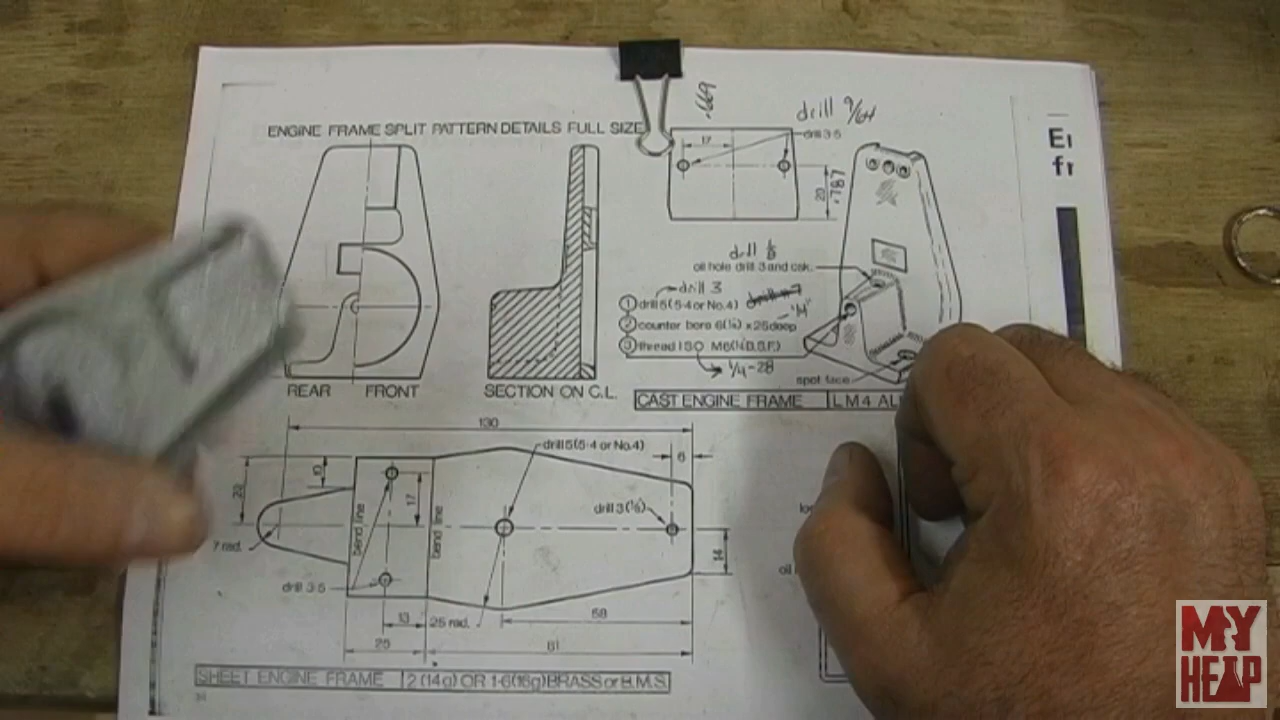 ENGINE FRAME SPLIT PATTERN DETAILS FULL SIZE
.669
drill 9/64
drill 3·5
17
20
.787
drill 1/8
oil hole drill 3 and csk.
drill 3
① drill 5 (5·4 or No.4)
② counter bore 6 (¼) x 25 deep
③ thread ISO M6 (¼ B.S.F.)
1/4-28
spot face
REAR
FRONT
SECTION ON C.L.
CAST ENGINE FRAME
LM4 AL
130
drill 5 (5·4 or No.4)
6
10
22
17
bend line
bend line
drill 3 (⅛)
7 rad.
14
drill 3·5
13
25 rad.
58
25
61
SHEET ENGINE FRAME
2 (14g) OR 1·6 (16g) BRASS or B.M.S.
MY
HEAP